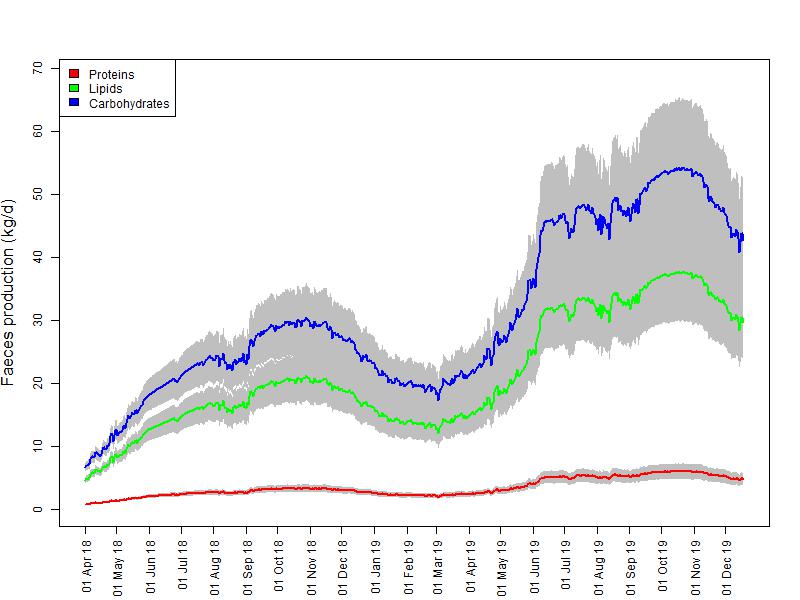 Proteins
Lipids
Carbohydrates
Faeces production (kg/d)
70
60
50
40
30
20
10
0
01 Apr 18
01 May 18
01 Jun 18
01 Jul 18
01 Aug 18
01 Sep 18
01 Oct 18
01 Nov 18
01 Dec 18
01 Jan 19
01 Feb 19
01 Mar 19
01 Apr 19
01 May 19
01 Jun 19
01 Jul 19
01 Aug 19
01 Sep 19
01 Oct 19
01 Nov 19
01 Dec 19